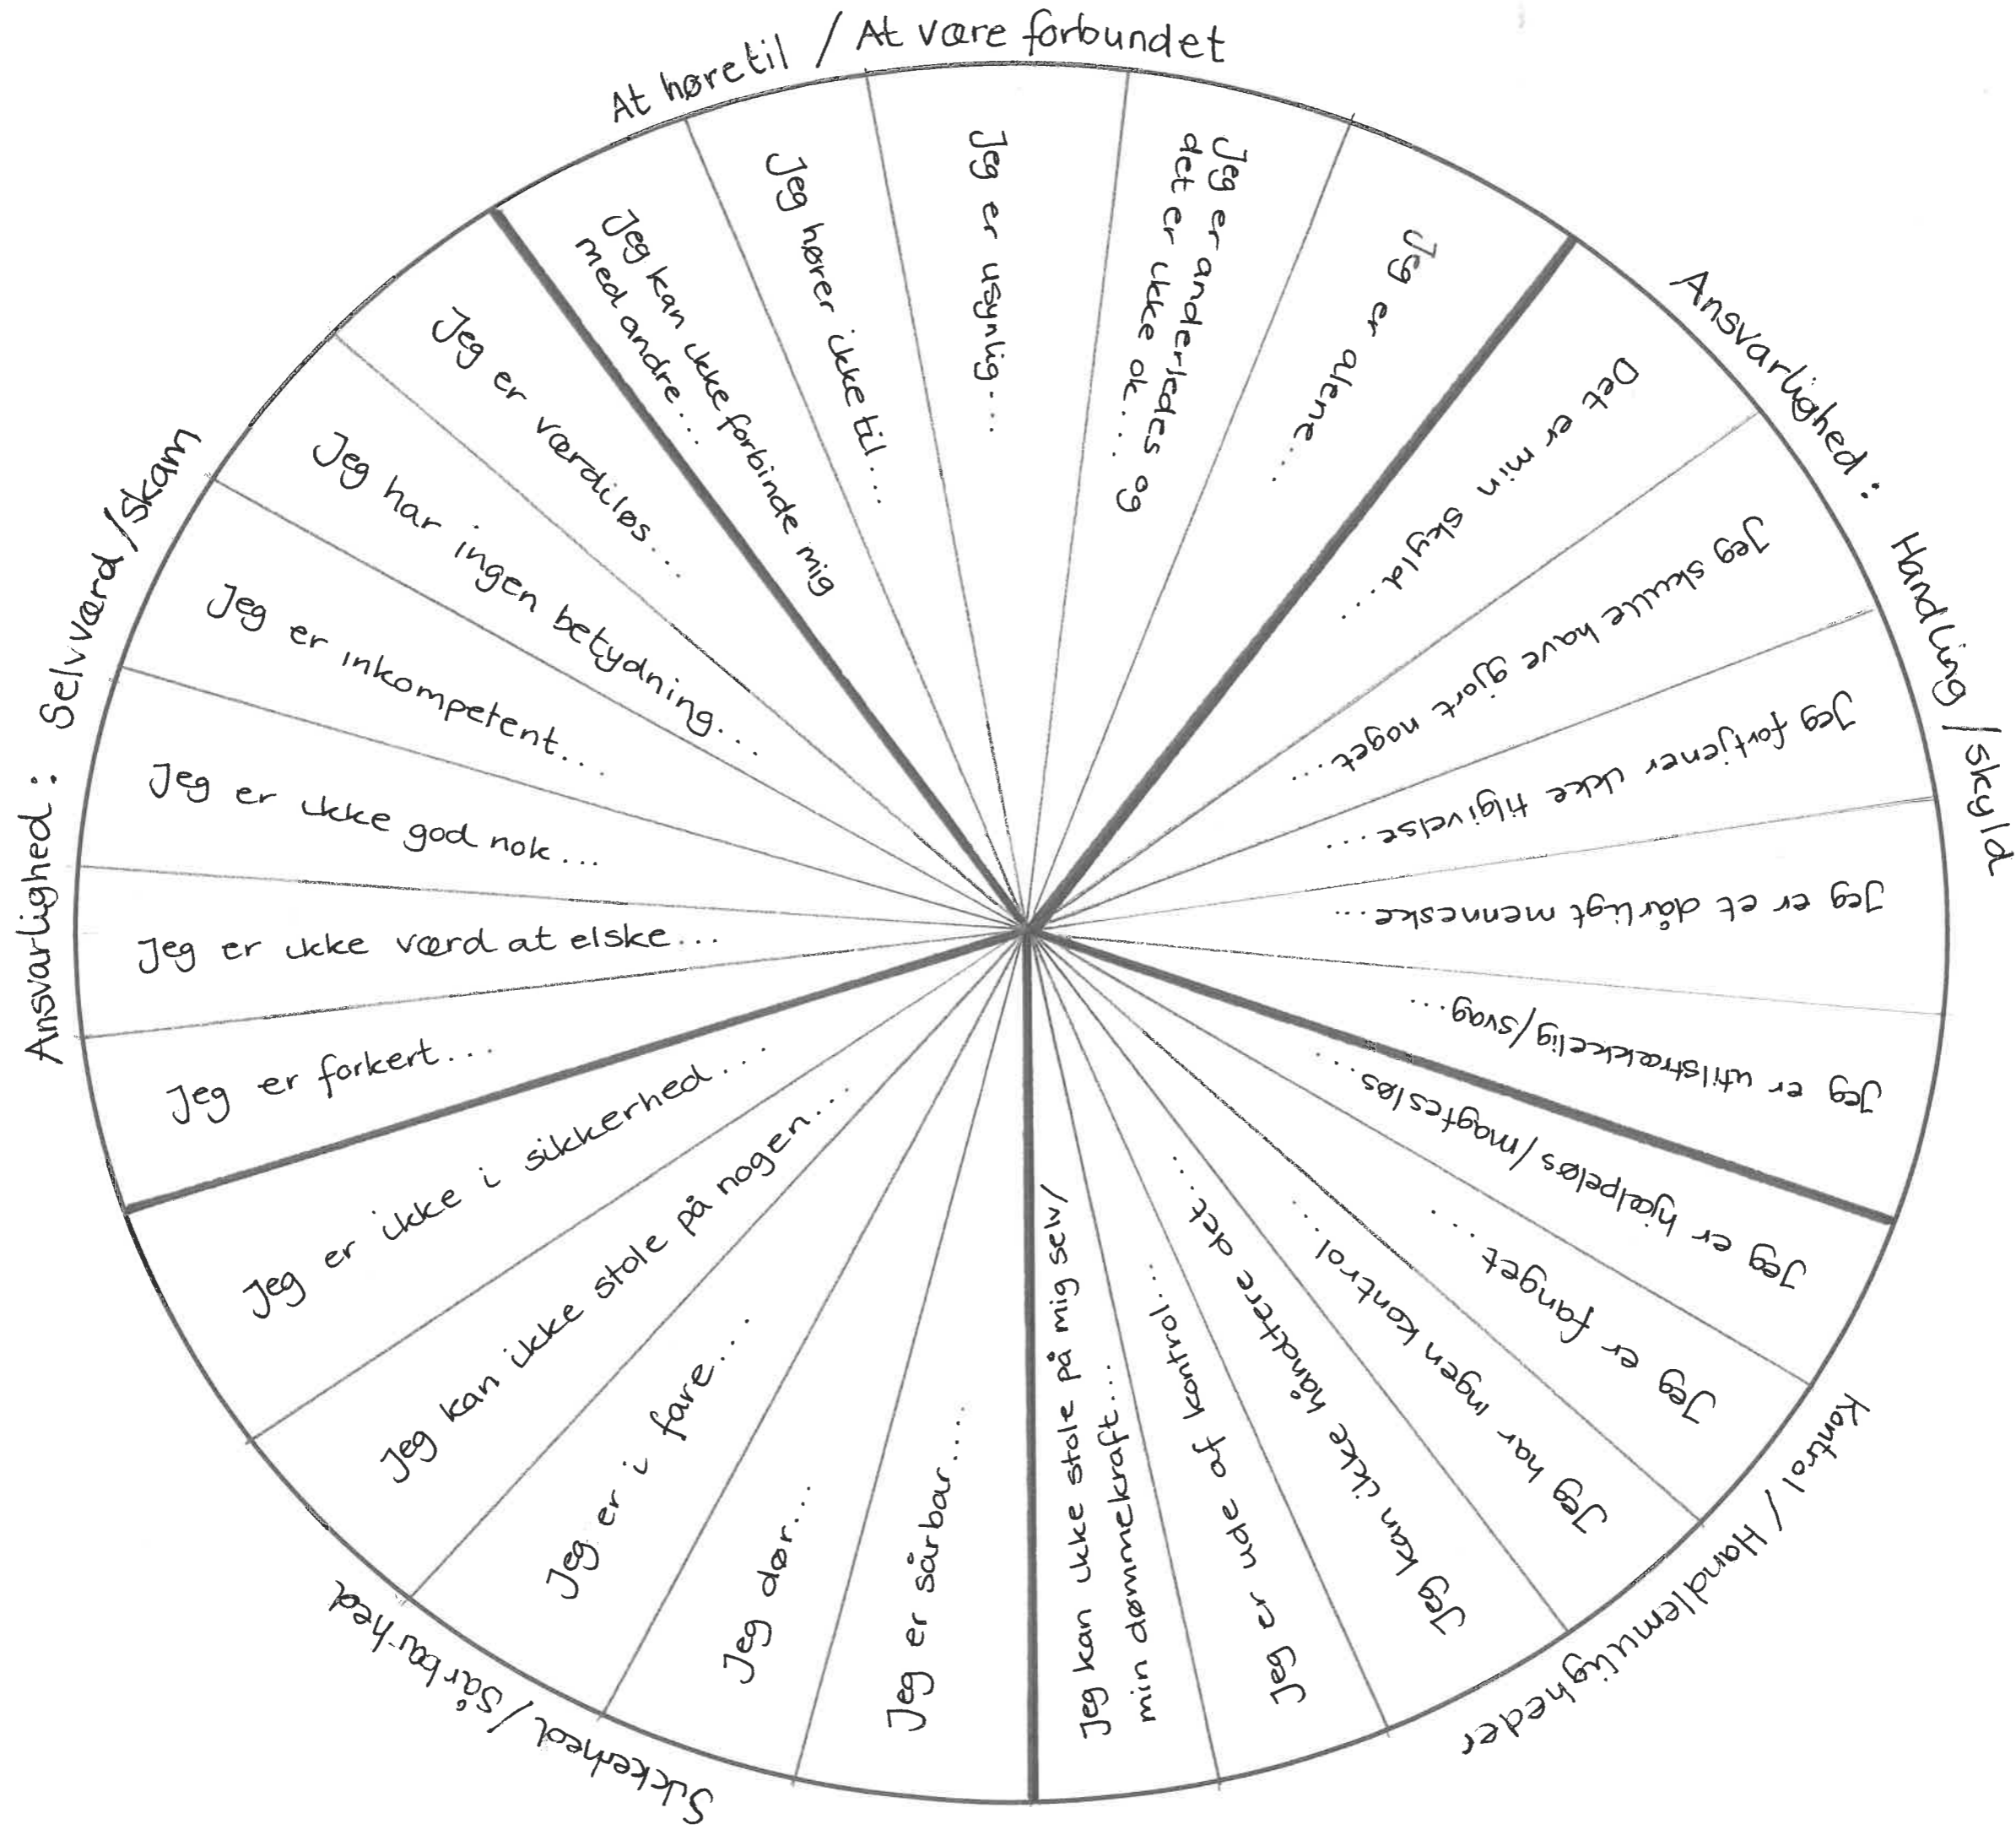 At høre til / At være forbundet
Jeg kan ikke forbinde mig
med andre...
Jeg hører ikke til...
Jeg er usynlig....
Jeg er anderledes og
det er ikke ok...
Jeg er alene...
Ansvarlighed: Handling / skyld
Det er min skyld...
Jeg skulle have gjort noget...
Jeg fortjener ikke tilgivelse...
Jeg er et dårligt menneske...
Jeg er utilstrækkelig/svag...
Kontrol / Handlemuligheder
Jeg er hjælpeløs/magtesløs...
Jeg er fanget...
Jeg har ingen kontrol...
Jeg kan ikke håndtere det...
Jeg er ude af kontrol...
Jeg kan ikke stole på mig selv/
min dømmekraft...
Sikkerhed/Sårbarhed
Jeg er sårbar....
Jeg dør...
Jeg er i fare...
Jeg kan ikke stole på nogen...
Jeg er ikke i sikkerhed...
Ansvarlighed: Selvværd/skam
Jeg er forkert...
Jeg er ikke værd at elske...
Jeg er ikke god nok...
Jeg er inkompetent...
Jeg har ingen betydning...
Jeg er værdiløs...